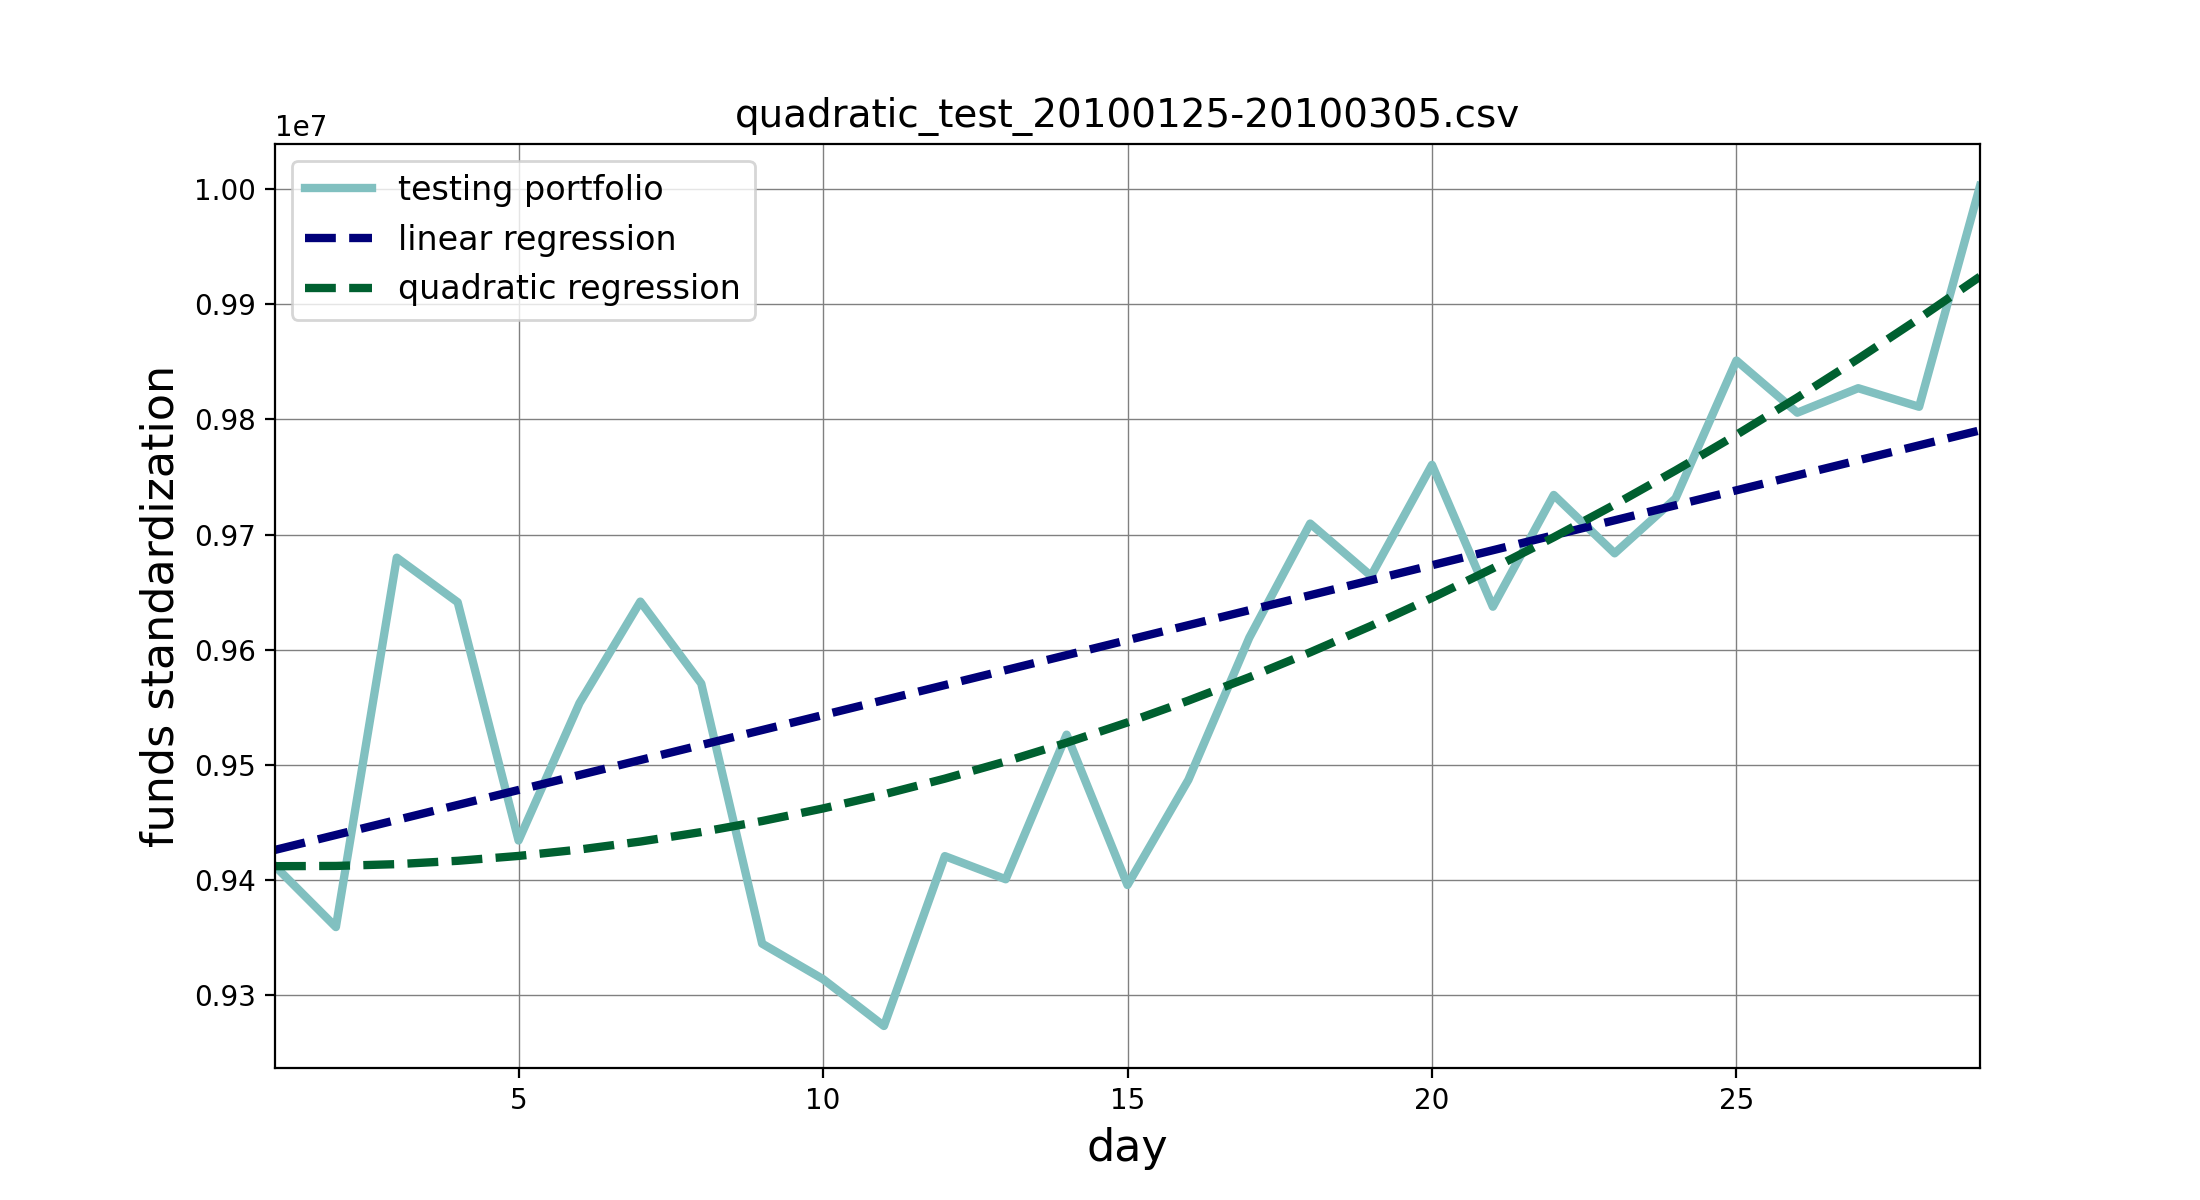 quadratic_test_20100125-20100305.csv
1e7
testing portfolio
linear regression
quadratic regression
1.00
0.99
0.98
0.97
0.96
0.95
0.94
0.93
funds standardization
5 10 15 20 25
day